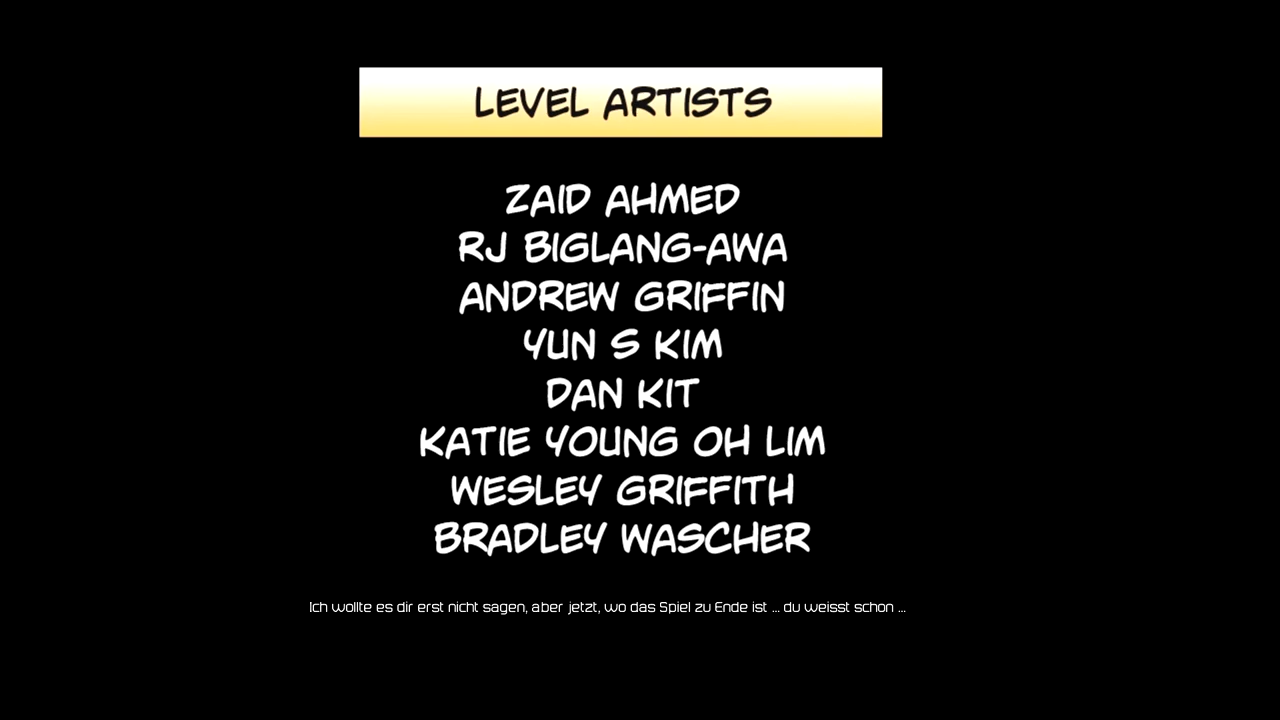 LEVEL ARTISTS
ZAID AHMED
RJ BIGLANG-AWA
ANDREW GRIFFIN
YUN S KIM
DAN KIT
KATIE YOUNG OH LIM
WESLEY GRIFFITH
BRADLEY WASCHER
Ich wollte es dir erst nicht sagen, aber jetzt, wo das Spiel zu Ende ist ... du weisst schon ...